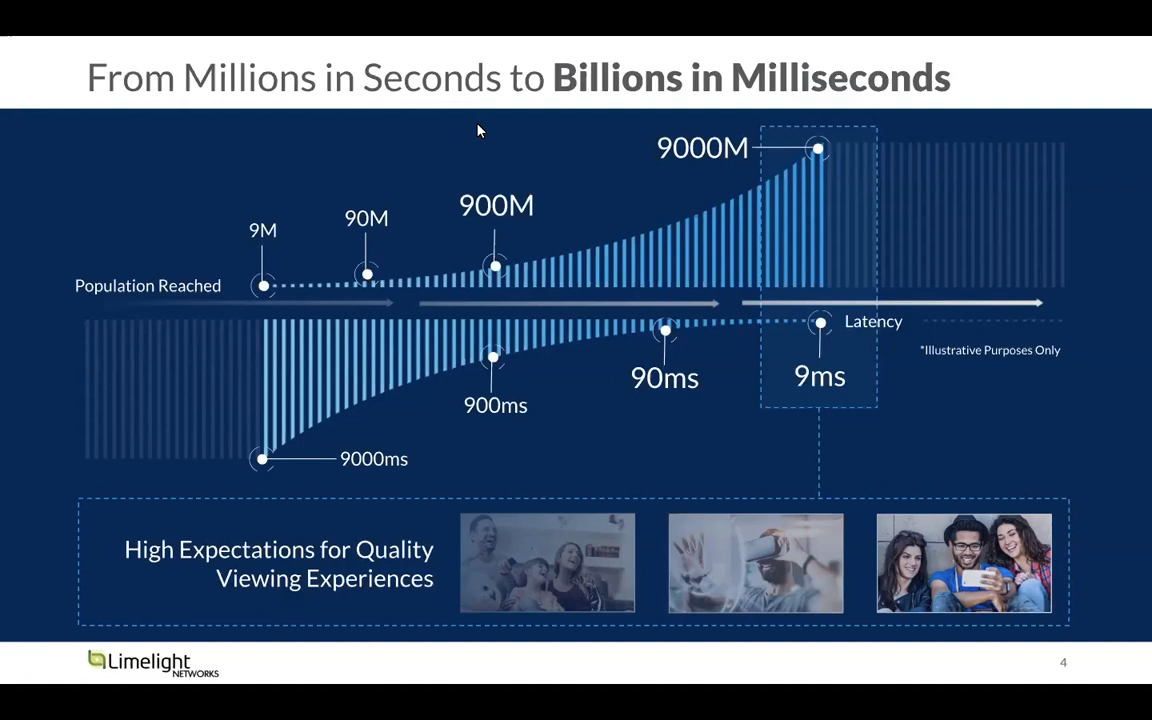 From Millions in Seconds to Billions in Milliseconds
9000M
900M
90M
9M
Population Reached
Latency
*Illustrative Purposes Only
9ms
90ms
900ms
9000ms
High Expectations for Quality
Viewing Experiences
Limelight
NETWORKS
4